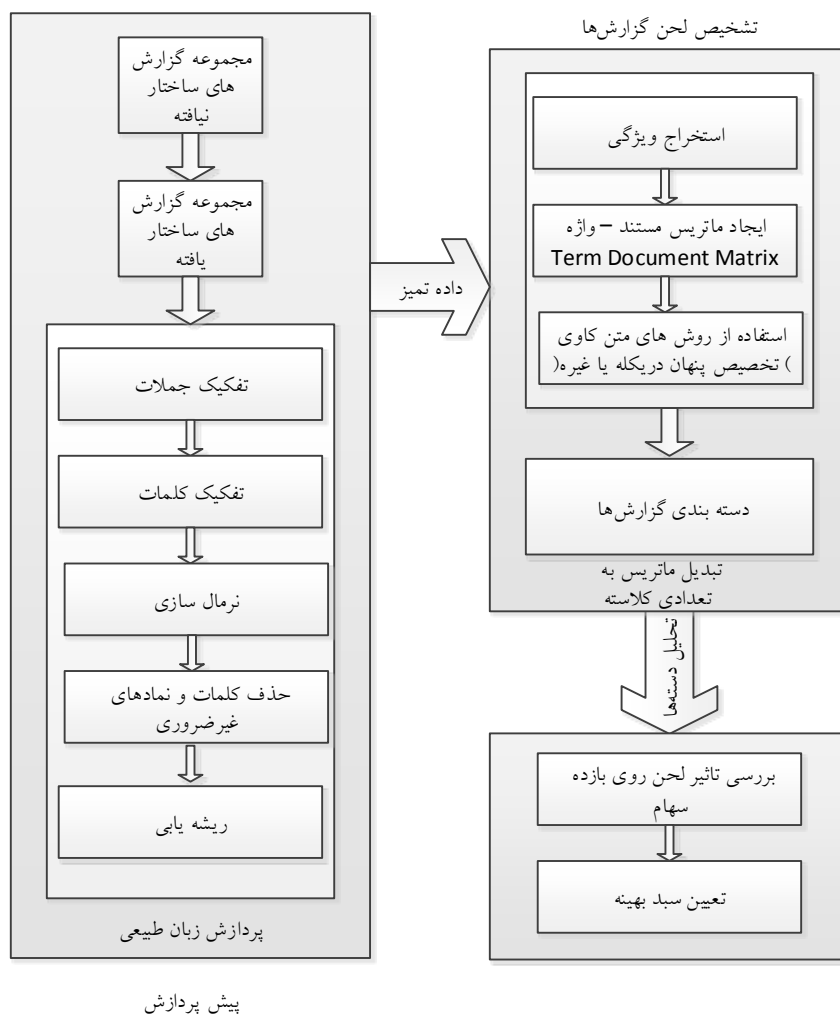 مجموعه گزارش
های ساختار
نیافته
مجموعه گزارش
های ساختار
یافته
تفکیک جملات
تفکیک کلمات
نرمال سازی
حذف کلمات و نمادهای
غیرضروری
ریشه یابی
پردازش زبان طبیعی
پیش پردازش
داده تمیز
تشخیص لحن گزارش‌ها
استخراج ویژگی
ایجاد ماتریس مستند – واژه
Term Document Matrix
استفاده از روش های متن کاوی
) تخصیص پنهان دریکله یا غیره(
دسته بندی گزارش‌ها
تبدیل ماتریس به
تعدادی کلاسته
تحلیل دسته‌ها
بررسی تاثیر لحن روی بازده
سهام
تعیین سبد بهینه